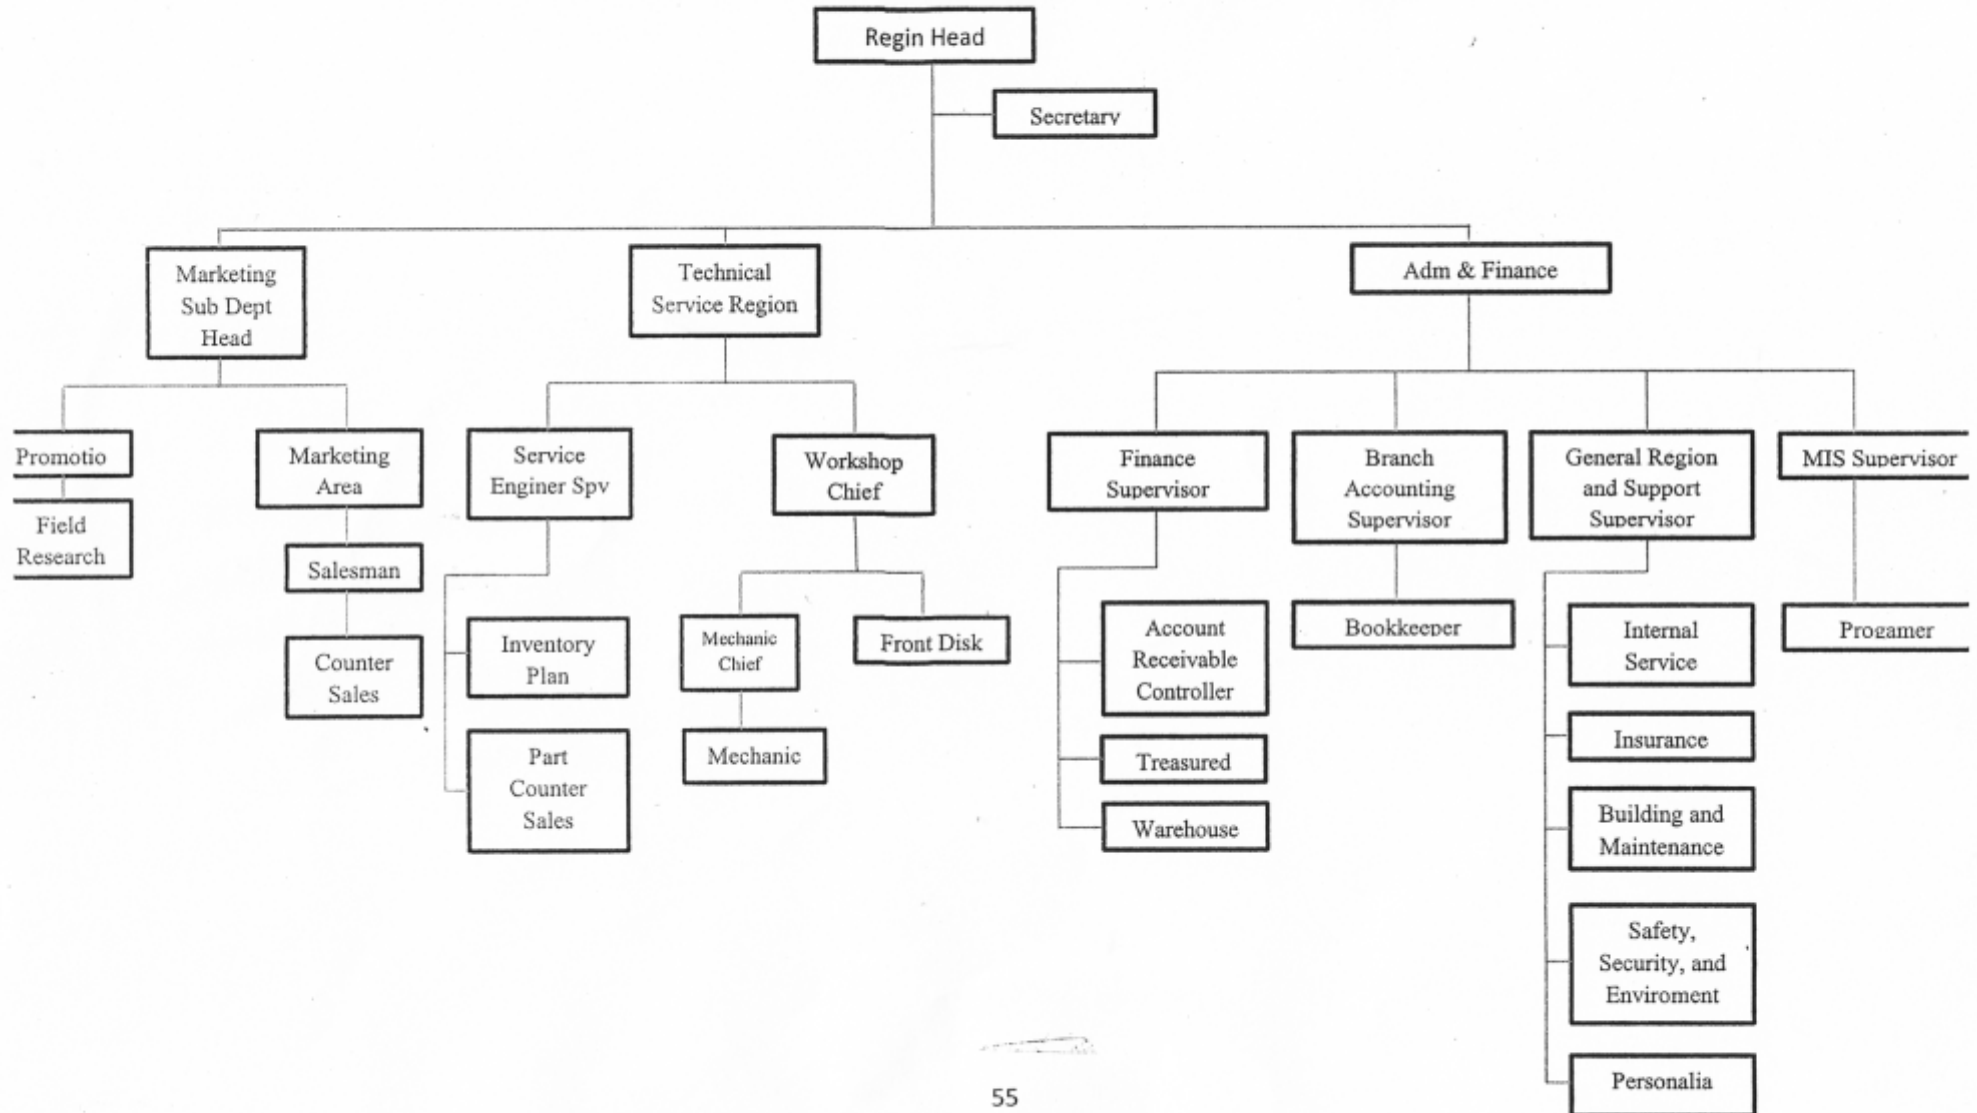 Regin Head
Secretary
Marketing
Sub Dept
Head
Technical
Service Region
Adm & Finance
Promotio
Field
Research
Marketing
Area
Salesman
Counter
Sales
Service
Enginer Spv
Inventory
Plan
Part
Counter
Sales
Workshop
Chief
Mechanic
Chief
Mechanic
Front Disk
Finance
Supervisor
Account
Receivable
Controller
Treasured
Warehouse
Branch
Accounting
Supervisor
Bookkeeper
General Region
and Support
Supervisor
Internal
Service
Insurance
Building and
Maintenance
Safety,
Security, and
Enviroment
Personalia
MIS Supervisor
Progamer
55